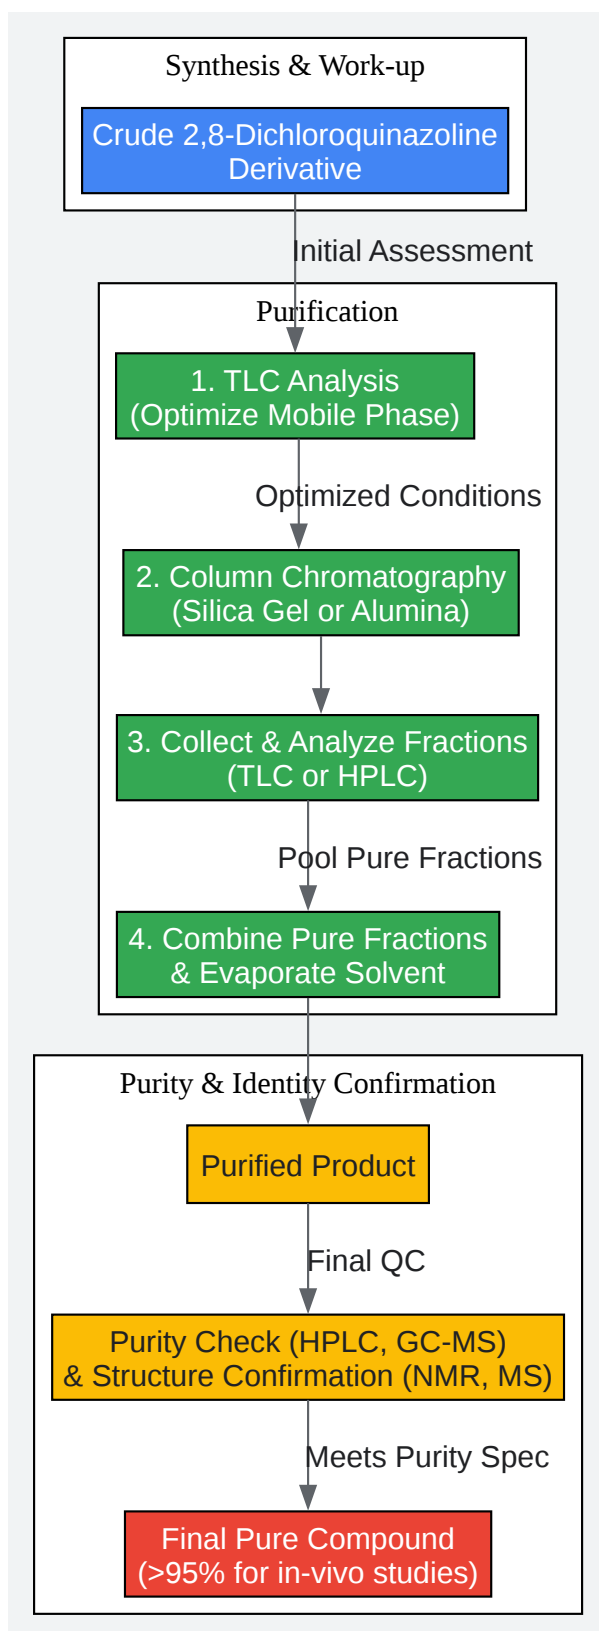 Synthesis & Work-up
Crude 2,8-Dichloroquinazoline
Derivative
Initial Assessment
Purification
1. TLC Analysis
(Optimize Mobile Phase)
Optimized Conditions
2. Column Chromatography
(Silica Gel or Alumina)
3. Collect & Analyze Fractions
(TLC or HPLC)
Pool Pure Fractions
4. Combine Pure Fractions
& Evaporate Solvent
Purity & Identity Confirmation
Purified Product
Final QC
Purity Check (HPLC, GC-MS)
& Structure Confirmation (NMR, MS)
Meets Purity Spec
Final Pure Compound
(>95% for in-vivo studies)